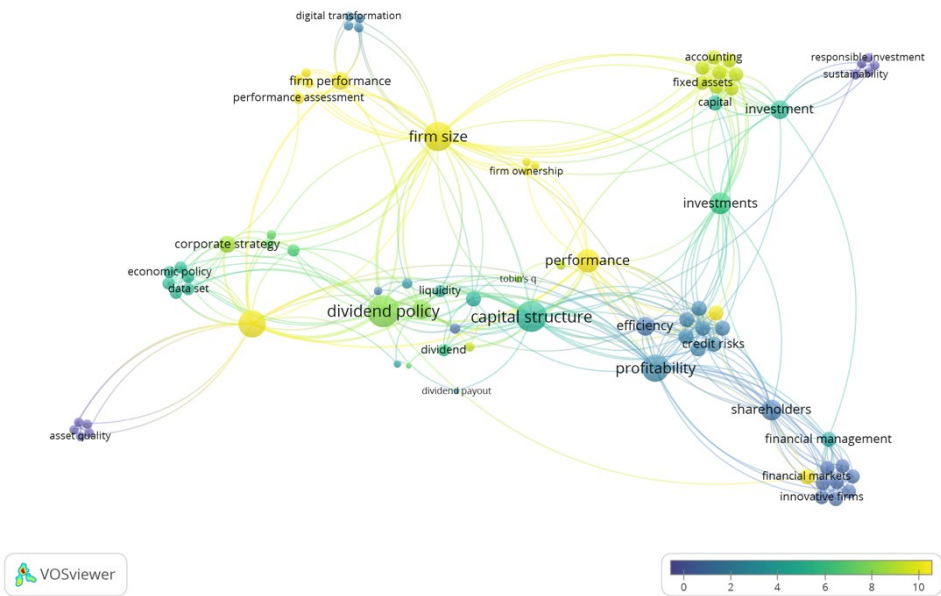 digital transformation
firm performance
performance assessment
accounting
fixed assets
capital
responsible investment
sustainability
investment
firm size
firm ownership
investments
corporate strategy
performance
economic policy
data set
tobin's q
liquidity
dividend policy
capital structure
efficiency
credit risks
dividend
profitability
dividend payout
shareholders
asset quality
financial management
financial markets
innovative firms
VOSviewer
0 2 4 6 8 10